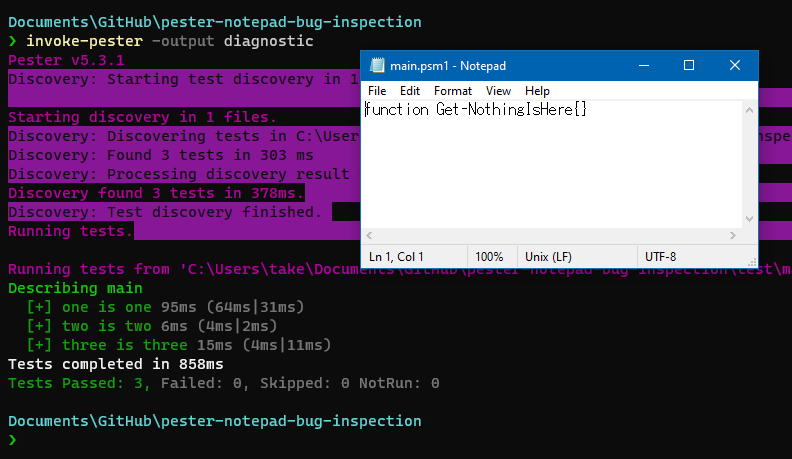 Documents\GitHub\pester-notepad-bug-inspection
❯ invoke-pester -output diagnostic
Pester v5.3.1
Discovery: Starting test discovery in 1
Starting discovery in 1 files.
Discovery: Discovering tests in C:\User
Discovery: Found 3 tests in 303 ms
Discovery: Processing discovery result
Discovery found 3 tests in 378ms.
Discovery: Test discovery finished.
Running tests.
main.psm1 - Notepad
File Edit Format View Help
function Get-NothingIsHere{}
Ln 1, Col 1 100% Unix (LF) UTF-8
Running tests from 'C:\Users\take\Documents\GitHub\pester-notepad-bug-inspection\test\m
Describing main
[+] one is one 95ms (64ms|31ms)
[+] two is two 6ms (4ms|2ms)
[+] three is three 15ms (4ms|11ms)
Tests completed in 858ms
Tests Passed: 3, Failed: 0, Skipped: 0 NotRun: 0
Documents\GitHub\pester-notepad-bug-inspection
❯